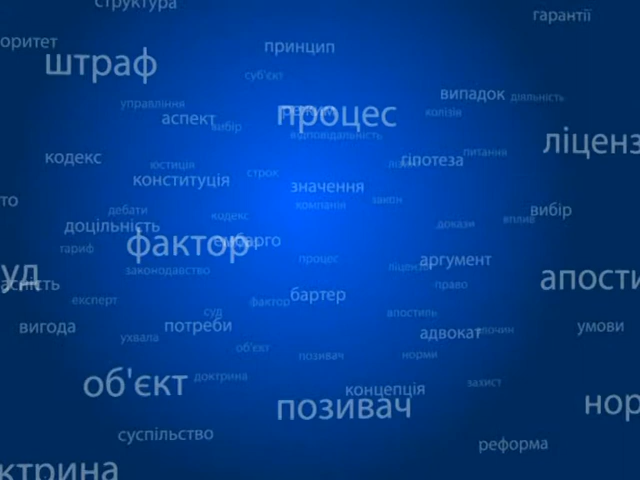 структура
гарантії
оритет
принцип
штраф
суб'єкт
випадок
діяльність
управління
процес
колізія
аспект
вибір
відповідальність
ліценз
питання
кодекс
юстиція
гіпотеза
строк
конституція
значення
то
компанія
закон
дебати
кодекс
вибір
вплив
доцільність
докази
фактор
ембарго
тариф
процес
аргумент
законодавство
ліцензія
уд
апости
асність
право
бартер
експерт
фактор
суд
апостиль
вигода
потреби
адвокат
умови
ухвала
об'єкт
позивач
норми
об'єкт
доктрина
захист
концепція
позивач
нор
суспільство
реформа
ктрина